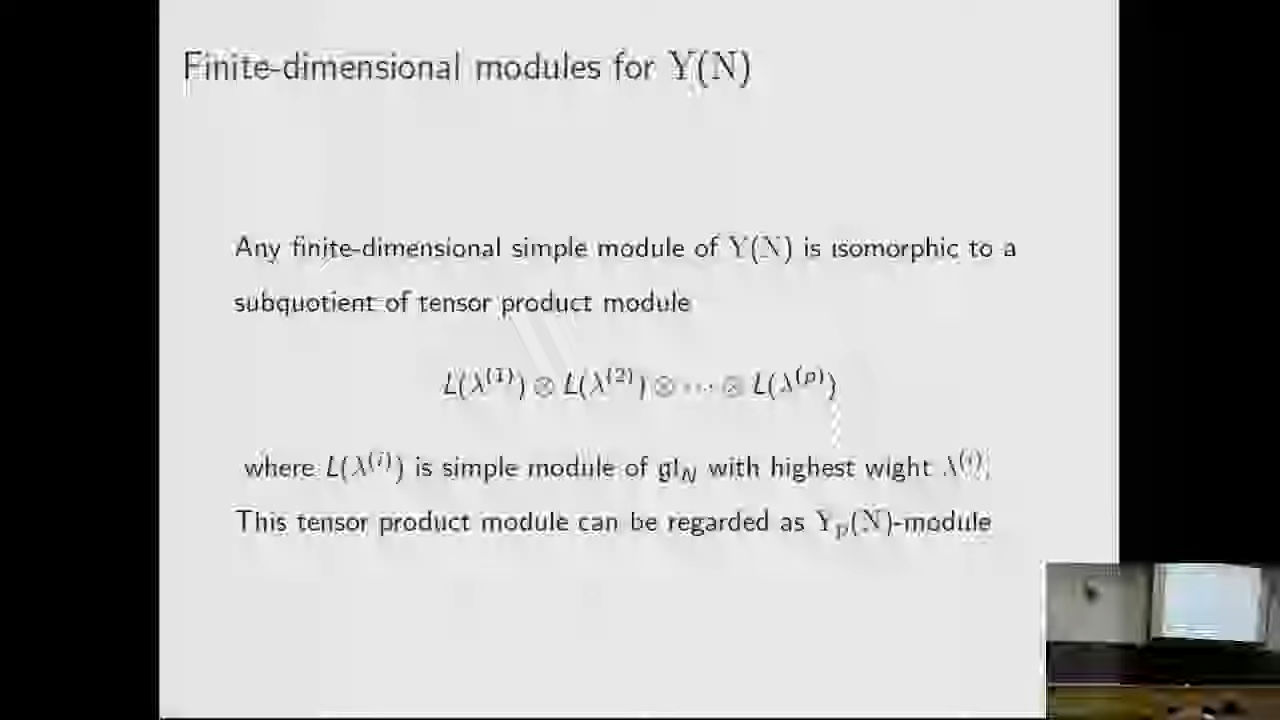 Finite-dimensional modules for Y(N)
Any finite-dimensional simple module of Y(N) is isomorphic to a
subquotient of tensor product module
L(λ⁽¹⁾) ⊗ L(λ⁽²⁾) ⊗ ⋯ ⊗ L(λ⁽ᵖ⁾)
where L(λ⁽ⁱ⁾) is simple module of gl_N with highest wight λ⁽ⁱ⁾.
This tensor product module can be regarded as Y_p(N)-module